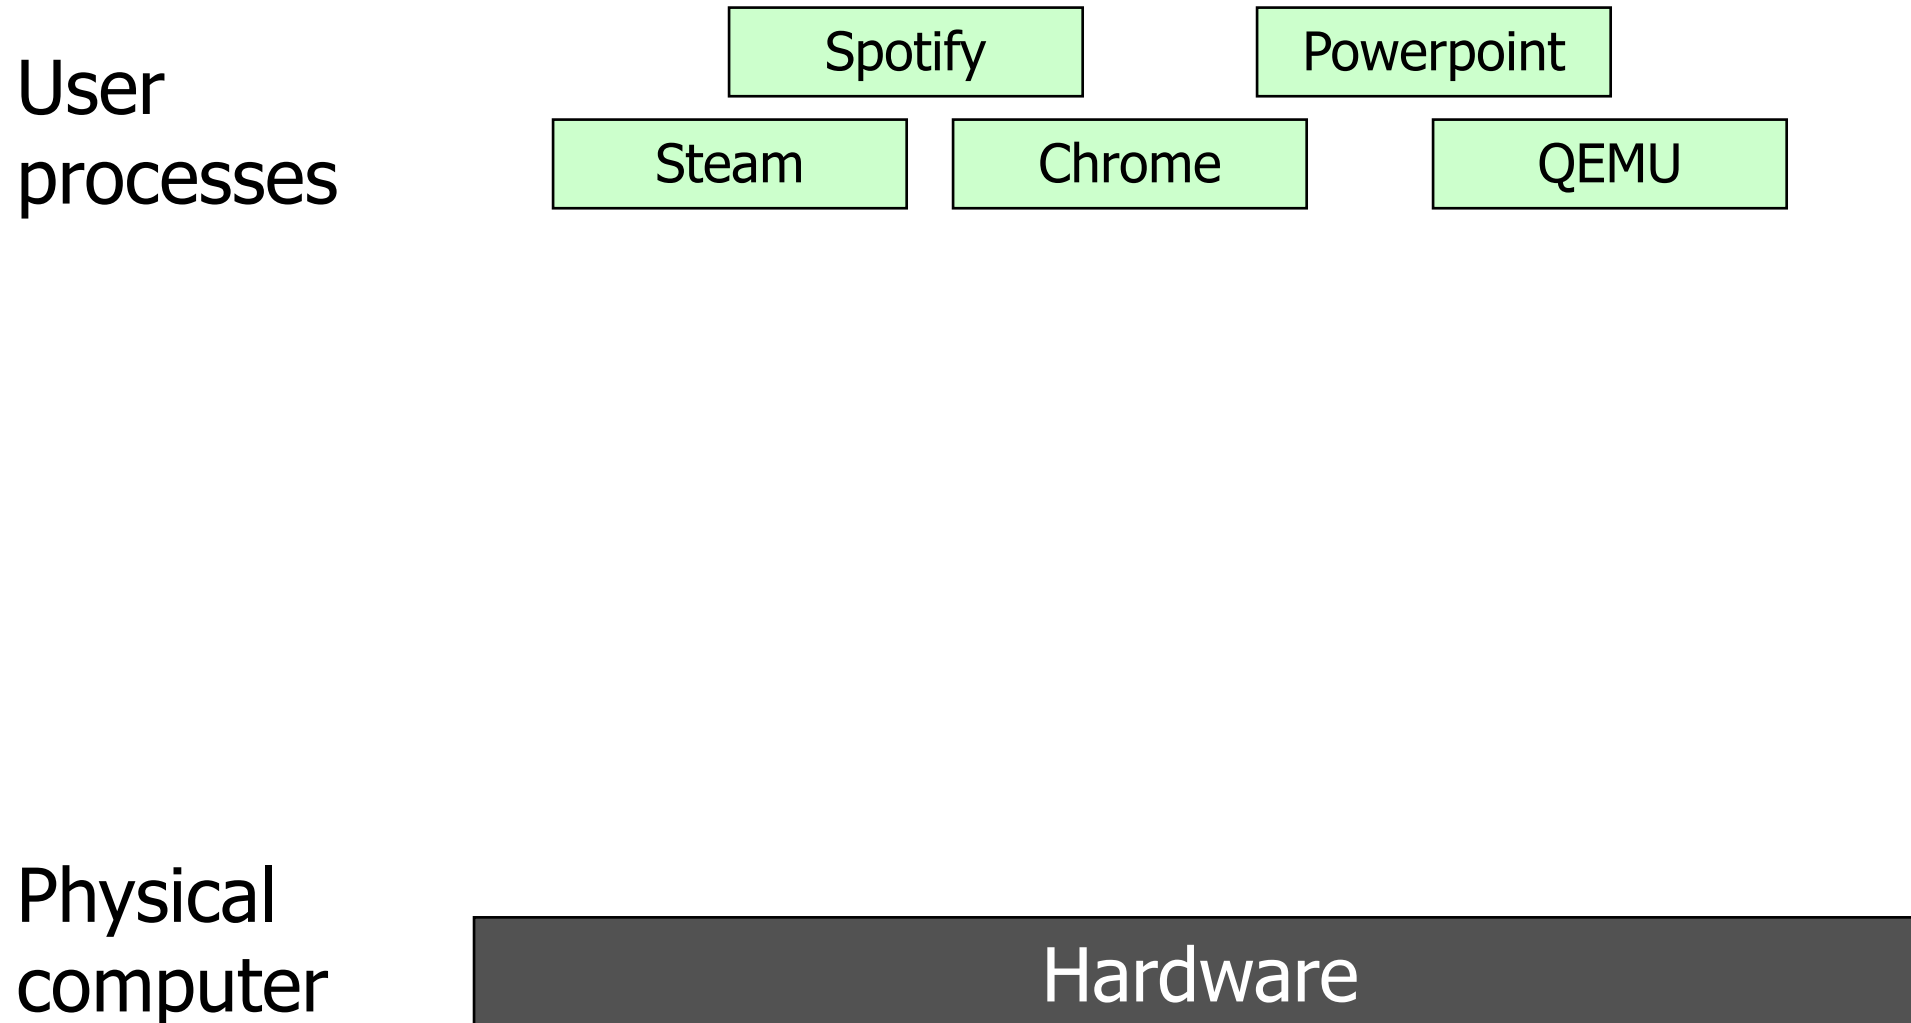 User
processes
Spotify
Powerpoint
Steam
Chrome
QEMU
Physical
computer
Hardware